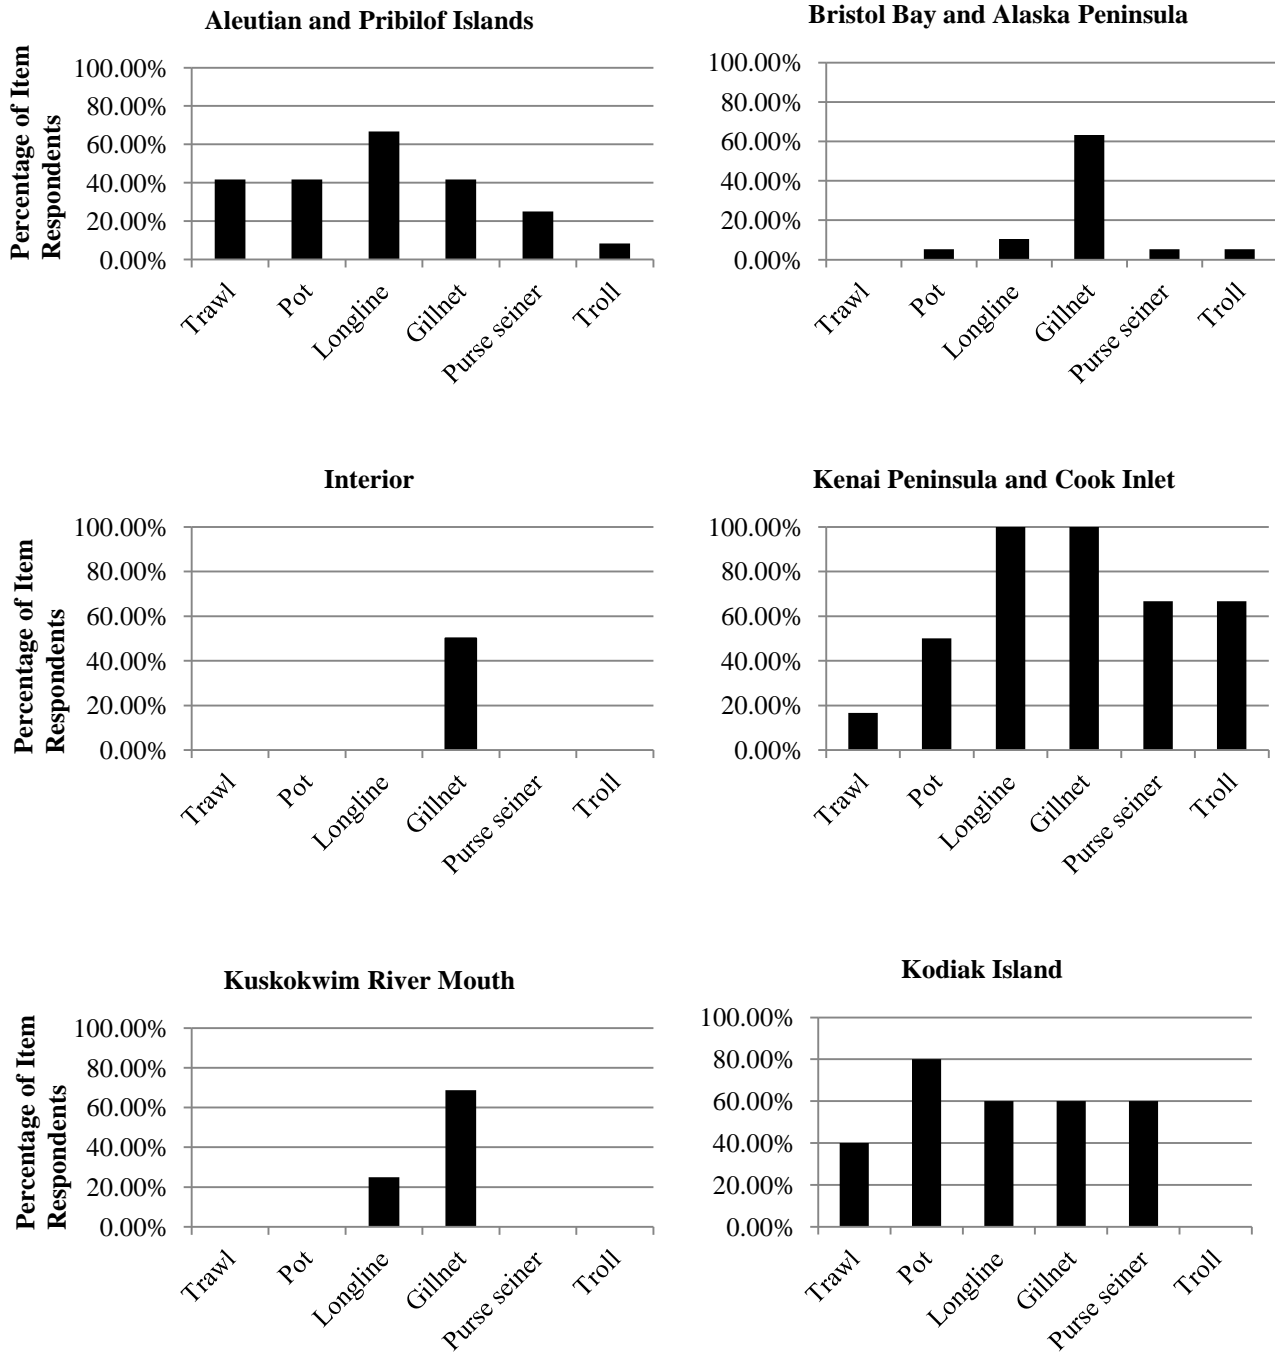 Aleutian and Pribilof Islands
Percentage of Item
Respondents
100.00%
80.00%
60.00%
40.00%
20.00%
0.00%
Trawl
Pot
Longline
Gillnet
Purse seiner
Troll
Bristol Bay and Alaska Peninsula
100.00%
80.00%
60.00%
40.00%
20.00%
0.00%
Trawl
Pot
Longline
Gillnet
Purse seiner
Troll
Interior
Percentage of Item
Respondents
100.00%
80.00%
60.00%
40.00%
20.00%
0.00%
Trawl
Pot
Longline
Gillnet
Purse seiner
Troll
Kenai Peninsula and Cook Inlet
100.00%
80.00%
60.00%
40.00%
20.00%
0.00%
Trawl
Pot
Longline
Gillnet
Purse seiner
Troll
Kuskokwim River Mouth
Percentage of Item
Respondents
100.00%
80.00%
60.00%
40.00%
20.00%
0.00%
Trawl
Pot
Longline
Gillnet
Purse seiner
Troll
Kodiak Island
100.00%
80.00%
60.00%
40.00%
20.00%
0.00%
Trawl
Pot
Longline
Gillnet
Purse seiner
Troll